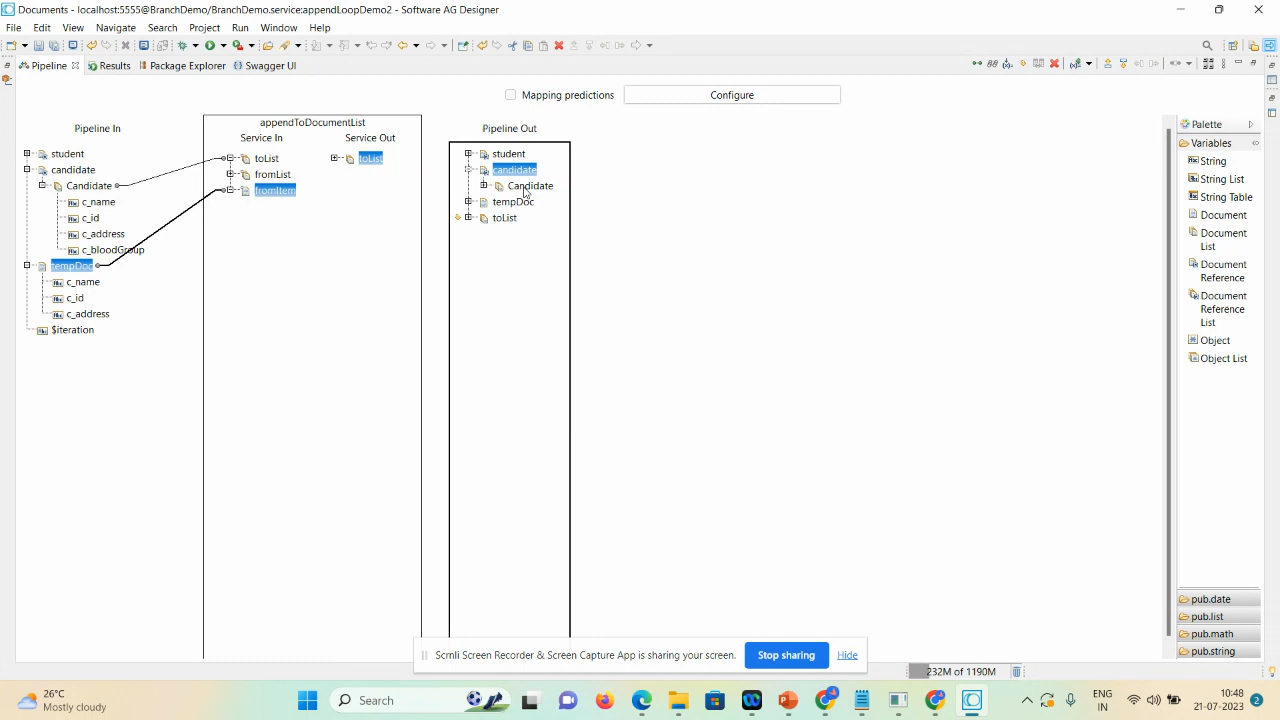 Documents - localhost:5555@BranchDemo/BranchDemo.service:appendLoopDemo2 - Software AG Designer
File Edit View Navigate Search Project Run Window Help
Pipeline Results Package Explorer Swagger UI
Mapping predictions Configure
appendToDocumentList
Pipeline In
Service In
Service Out
Pipeline Out
student
candidate
Candidate
c_name
c_id
c_address
c_bloodGroup
tempDoc
c_name
c_id
c_address
$iteration
toList
fromList
fromItem
toList
student
candidate
Candidate
tempDoc
toList
Palette
Variables
String
String List
String Table
Document
Document
List
Document
Reference
Document
Reference
List
Object
Object List
pub.date
pub.list
pub.math
pub.string
Scrnli Screen Recorder & Screen Capture App is sharing your screen. Stop sharing Hide
232M of 1190M
26°C
Mostly cloudy
Search
ENG
IN
10:48
21-07-2023
2